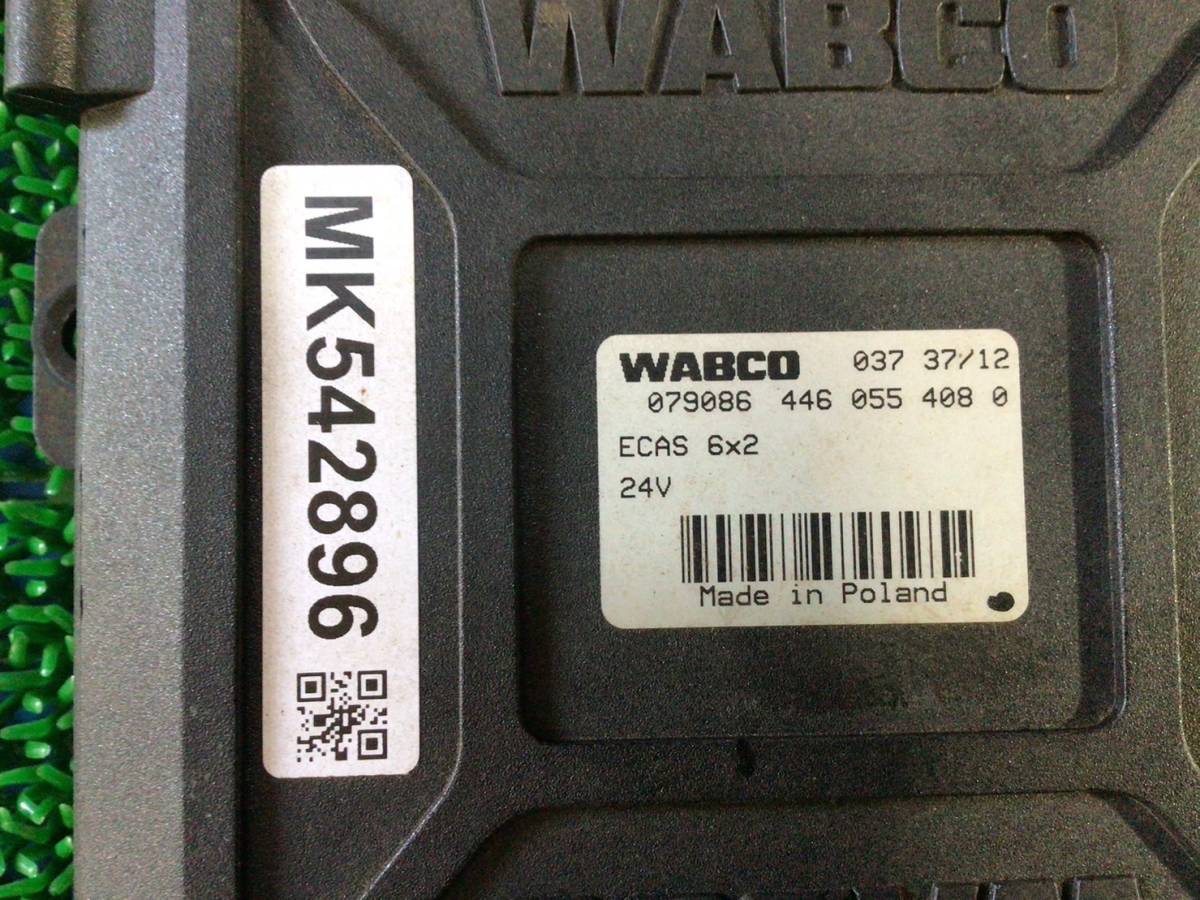 WABCO
MK542896
WABCO 037 37/12
079086 446 055 408 0
ECAS 6x2
24V
Made in Poland